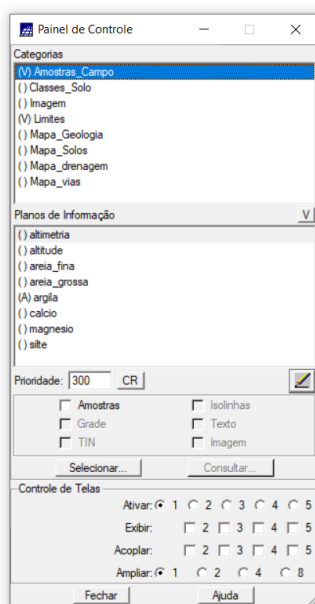 Painel de Controle
Categorias
(V) Amostras_Campo
( ) Classes_Solo
( ) Imagem
(V) Limites
( ) Mapa_Geologia
( ) Mapa_Solos
( ) Mapa_drenagem
( ) Mapa_vias
Planos de Informação V
( ) altimetria
( ) altitude
( ) areia_fina
( ) areia_grossa
(A) argila
( ) calcio
( ) magnesio
( ) silte
Prioridade: 300 CR
Amostras Isolinhas
Grade Texto
TIN Imagem
Selecionar... Consultar...
Controle de Telas
Ativar: 1 2 3 4 5
Exibir: 2 3 4 5
Acoplar: 2 3 4 5
Ampliar: 1 2 4 8
Fechar Ajuda